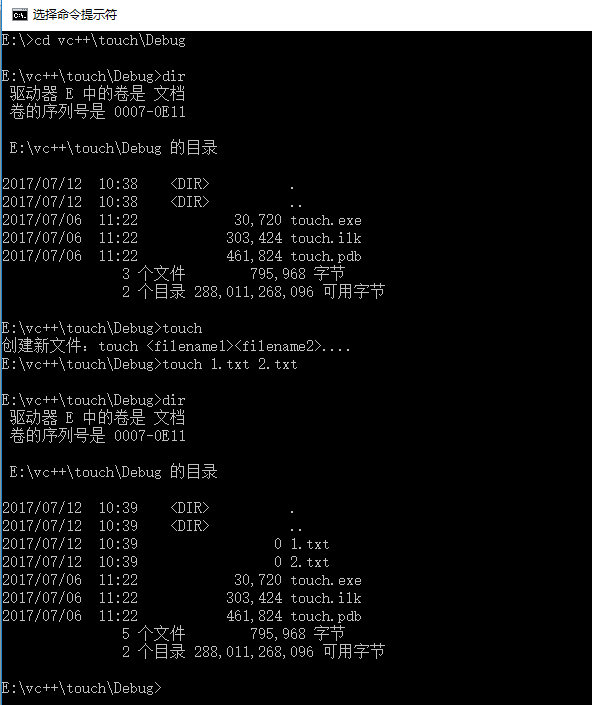 选择命令提示符
E:\>cd vc++\touch\Debug
E:\vc++\touch\Debug>dir
驱动器 E 中的卷是 文档
卷的序列号是 0007-0E11
E:\vc++\touch\Debug 的目录
2017/07/12  10:38    <DIR>          .
2017/07/12  10:38    <DIR>          ..
2017/07/06  11:22            30,720 touch.exe
2017/07/06  11:22           303,424 touch.ilk
2017/07/06  11:22           461,824 touch.pdb
3 个文件        795,968 字节
2 个目录 288,011,268,096 可用字节
E:\vc++\touch\Debug>touch
创建新文件: touch <filename1><filename2>....
E:\vc++\touch\Debug>touch 1.txt 2.txt
E:\vc++\touch\Debug>dir
驱动器 E 中的卷是 文档
卷的序列号是 0007-0E11
E:\vc++\touch\Debug 的目录
2017/07/12  10:39    <DIR>          .
2017/07/12  10:39    <DIR>          ..
2017/07/12  10:39                 0 1.txt
2017/07/12  10:39                 0 2.txt
2017/07/06  11:22            30,720 touch.exe
2017/07/06  11:22           303,424 touch.ilk
2017/07/06  11:22           461,824 touch.pdb
5 个文件        795,968 字节
2 个目录 288,011,268,096 可用字节
E:\vc++\touch\Debug>